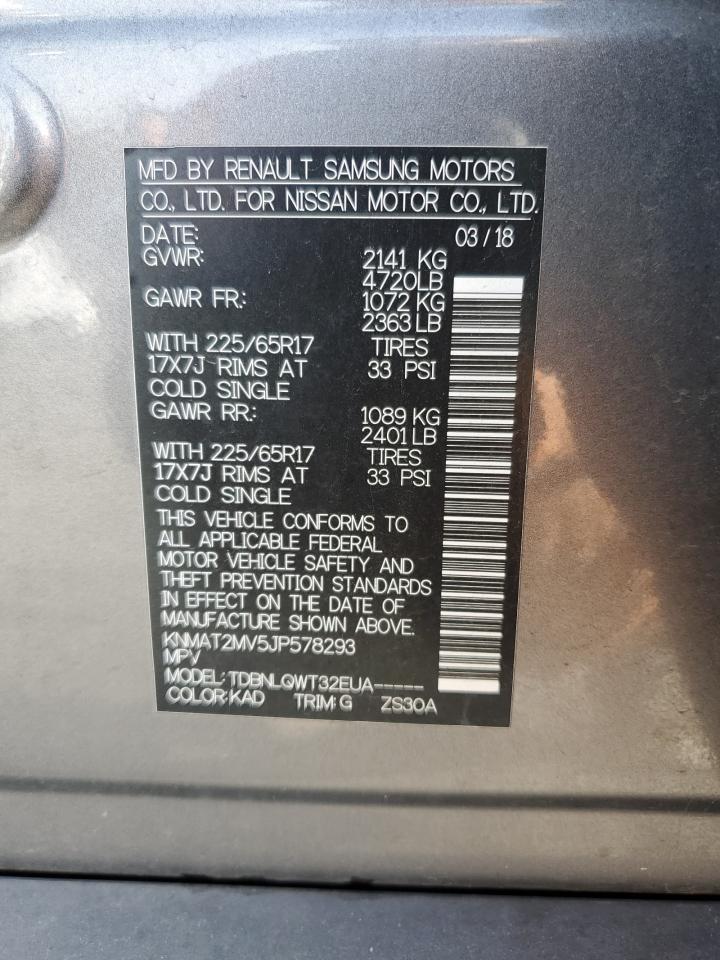 MFD BY RENAULT SAMSUNG MOTORS
CO., LTD. FOR NISSAN MOTOR CO., LTD.
DATE: 03/18
GVWR: 2141 KG
4720LB
GAWR FR.: 1072 KG
2363 LB
WITH 225/65R17 TIRES
17X7J RIMS AT 33 PSI
COLD SINGLE
GAWR RR.: 1089 KG
2401 LB
WITH 225/65R17 TIRES
17X7J RIMS AT 33 PSI
COLD SINGLE
THIS VEHICLE CONFORMS TO
ALL APPLICABLE FEDERAL
MOTOR VEHICLE SAFETY AND
THEFT PREVENTION STANDARDS
IN EFFECT ON THE DATE OF
MANUFACTURE SHOWN ABOVE.
KNMAT2MV5JP578293
MPV
MODEL:TDBNLQWT32EUA-----
COLOR:KAD TRIM:G ZS30A